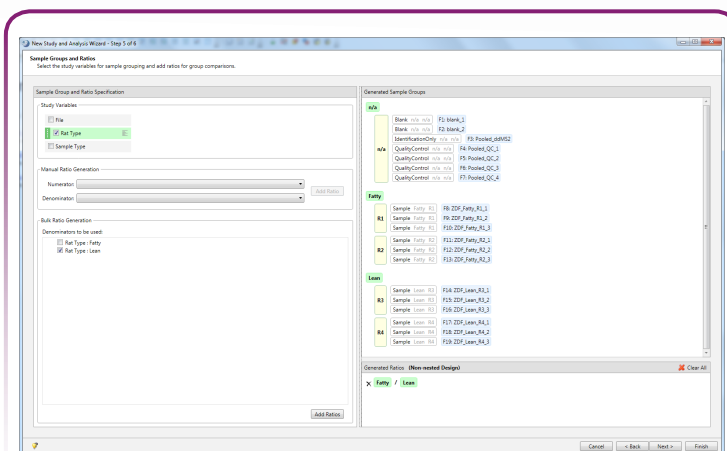 New Study and Analysis Wizard - Step 5 of 6
Sample Groups and Ratios
Select the study variables for sample grouping and add ratios for group comparisons.
Sample Group and Ratio Specification
Study Variables
File
Rat Type
Sample Type
Manual Ratio Generation
Numerator:
Denominator:
Add Ratio
Bulk Ratio Generation
Denominators to be used:
Rat Type : Fatty
Rat Type : Lean
Add Ratios
Generated Sample Groups
n/a
n/a
Blank n/a n/a F1: blank_1
Blank n/a n/a F2: blank_2
IdentificationOnly n/a n/a F3: Pooled_ddMS2
QualityControl n/a n/a F4: Pooled_QC_1
QualityControl n/a n/a F5: Pooled_QC_2
QualityControl n/a n/a F6: Pooled_QC_3
QualityControl n/a n/a F7: Pooled_QC_4
Fatty
R1
Sample Fatty R1 F8: ZDF_Fatty_R1_1
Sample Fatty R1 F9: ZDF_Fatty_R1_2
Sample Fatty R1 F10: ZDF_Fatty_R1_3
R2
Sample Fatty R2 F11: ZDF_Fatty_R2_1
Sample Fatty R2 F12: ZDF_Fatty_R2_2
Sample Fatty R2 F13: ZDF_Fatty_R2_3
Lean
R3
Sample Lean R3 F14: ZDF_Lean_R3_1
Sample Lean R3 F15: ZDF_Lean_R3_2
Sample Lean R3 F16: ZDF_Lean_R3_3
R4
Sample Lean R4 F17: ZDF_Lean_R4_1
Sample Lean R4 F18: ZDF_Lean_R4_2
Sample Lean R4 F19: ZDF_Lean_R4_3
Generated Ratios (Non-nested Design)
Clear All
X Fatty / Lean
Cancel
< Back
Next >
Finish